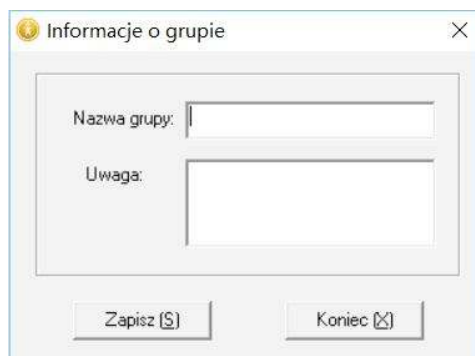 Informacje o grupie
Nazwa grupy:
Uwaga:
Zapisz (S) Koniec (X)